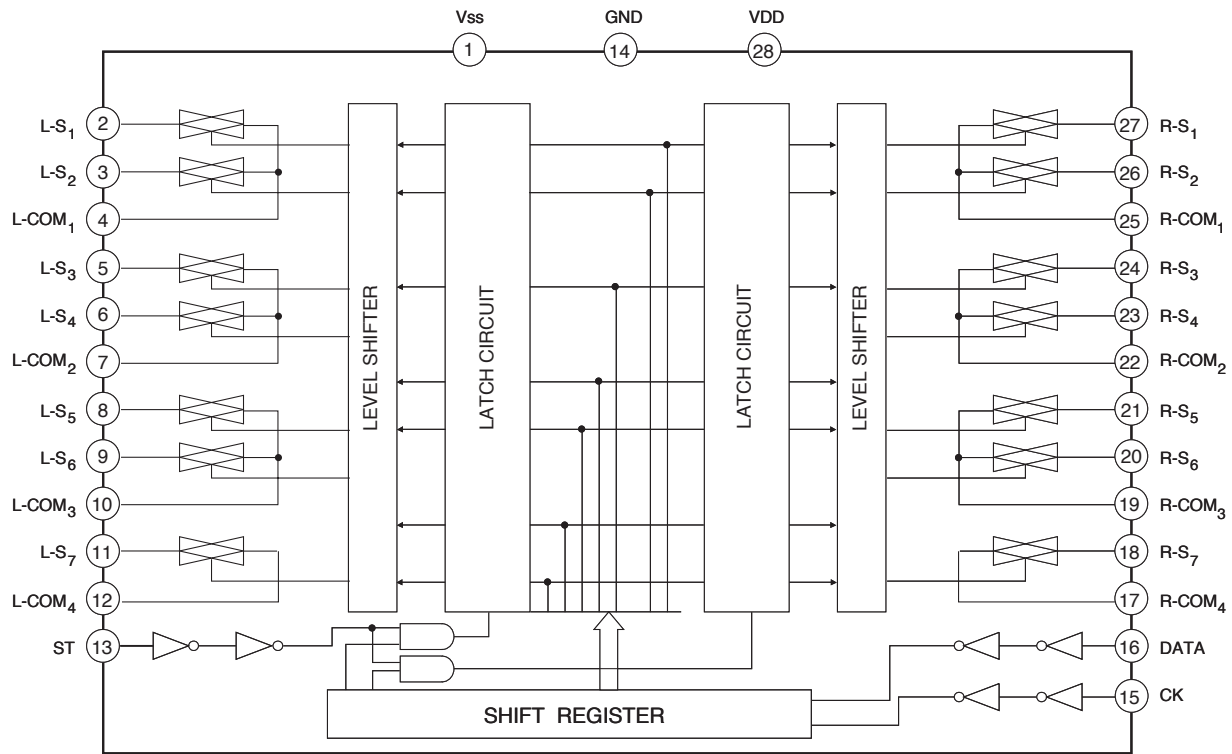 Vss GND VDD
1 14 28
L-S1 2 27 R-S1
L-S2 3 26 R-S2
L-COM1 4 25 R-COM1
L-S3 5 24 R-S3
L-S4 6 23 R-S4
L-COM2 7 22 R-COM2
L-S5 8 21 R-S5
L-S6 9 20 R-S6
L-COM3 10 19 R-COM3
L-S7 11 18 R-S7
L-COM4 12 17 R-COM4
LEVEL SHIFTER
LATCH CIRCUIT
LATCH CIRCUIT
LEVEL SHIFTER
ST 13 16 DATA
15 CK
SHIFT REGISTER